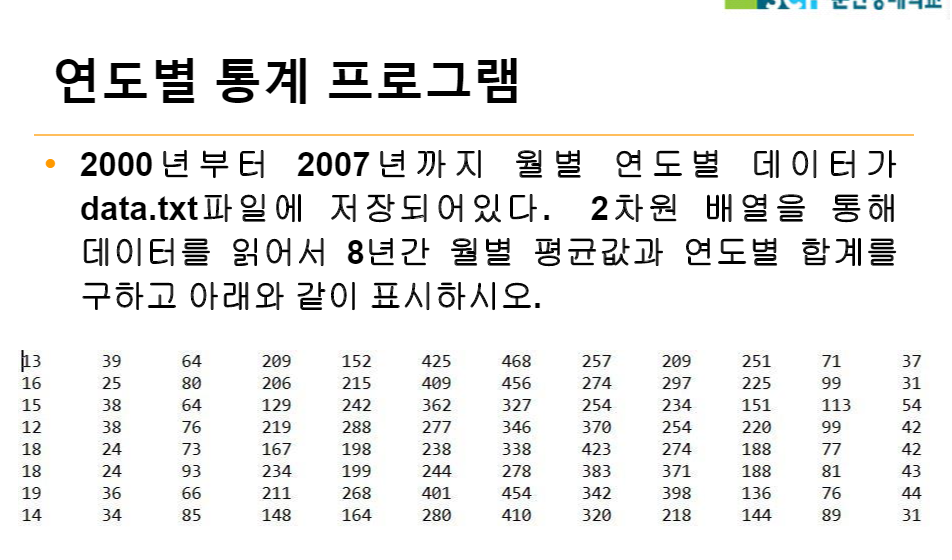 연도별 통계 프로그램
• 2000년부터 2007년까지 월별 연도별 데이터가
data.txt파일에 저장되어있다. 2차원 배열을 통해
데이터를 읽어서 8년간 월별 평균값과 연도별 합계를
구하고 아래와 같이 표시하시오.
13 39 64 209 152 425 468 257 209 251 71 37
16 25 80 206 215 409 456 274 297 225 99 31
15 38 64 129 242 362 327 254 234 151 113 54
12 38 76 219 288 277 346 370 254 220 99 42
18 24 73 167 198 238 338 423 274 188 77 42
18 24 93 234 199 244 278 383 371 188 81 43
19 36 66 211 268 401 454 342 398 136 76 44
14 34 85 148 164 280 410 320 218 144 89 31